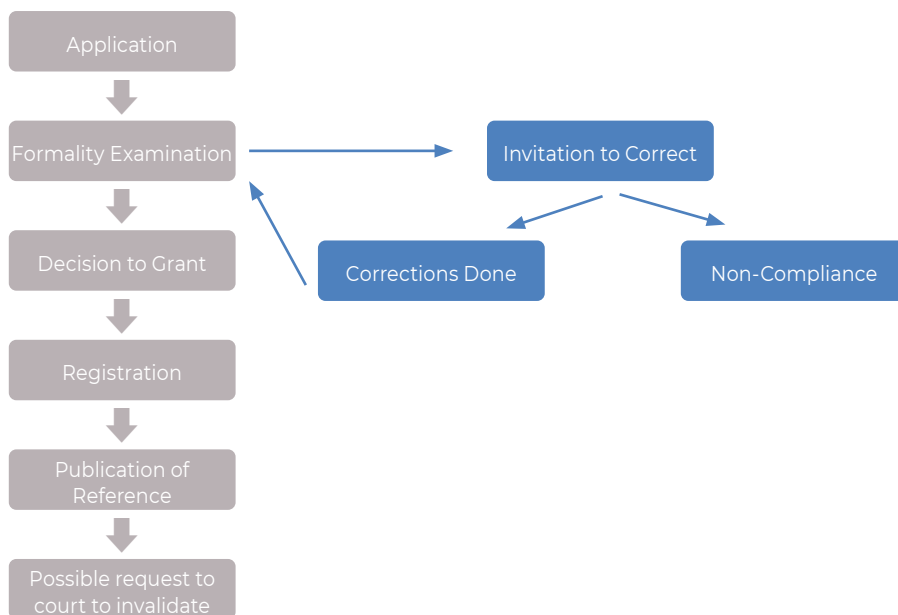 Application
Formality Examination
Invitation to Correct
Decision to Grant
Corrections Done
Non-Compliance
Registration
Publication of
Reference
Possible request to
court to invalidate